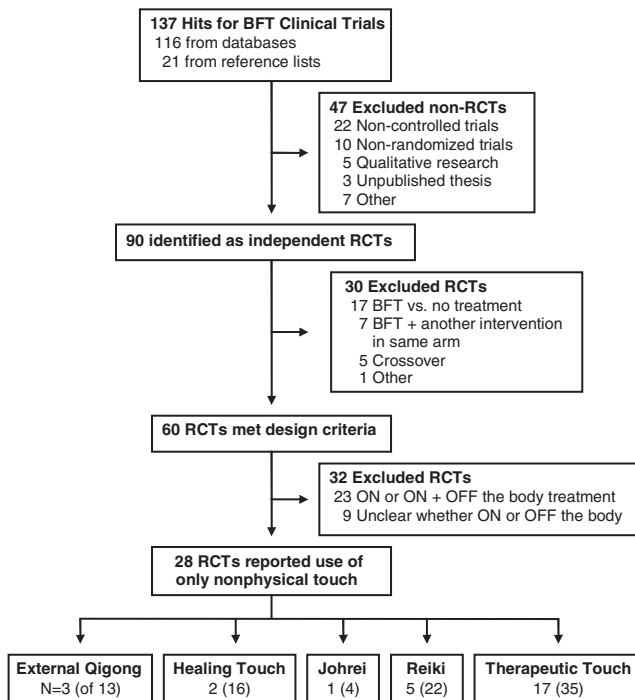 137 Hits for BFT Clinical Trials
116 from databases
21 from reference lists
47 Excluded non-RCTs
22 Non-controlled trials
10 Non-randomized trials
5 Qualitative research
3 Unpublished thesis
7 Other
90 identified as independent RCTs
30 Excluded RCTs
17 BFT vs. no treatment
7 BFT + another intervention
in same arm
5 Crossover
1 Other
60 RCTs met design criteria
32 Excluded RCTs
23 ON or ON + OFF the body treatment
9 Unclear whether ON or OFF the body
28 RCTs reported use of
only nonphysical touch
External Qigong
N=3 (of 13)
Healing Touch
2 (16)
Johrei
1 (4)
Reiki
5 (22)
Therapeutic Touch
17 (35)